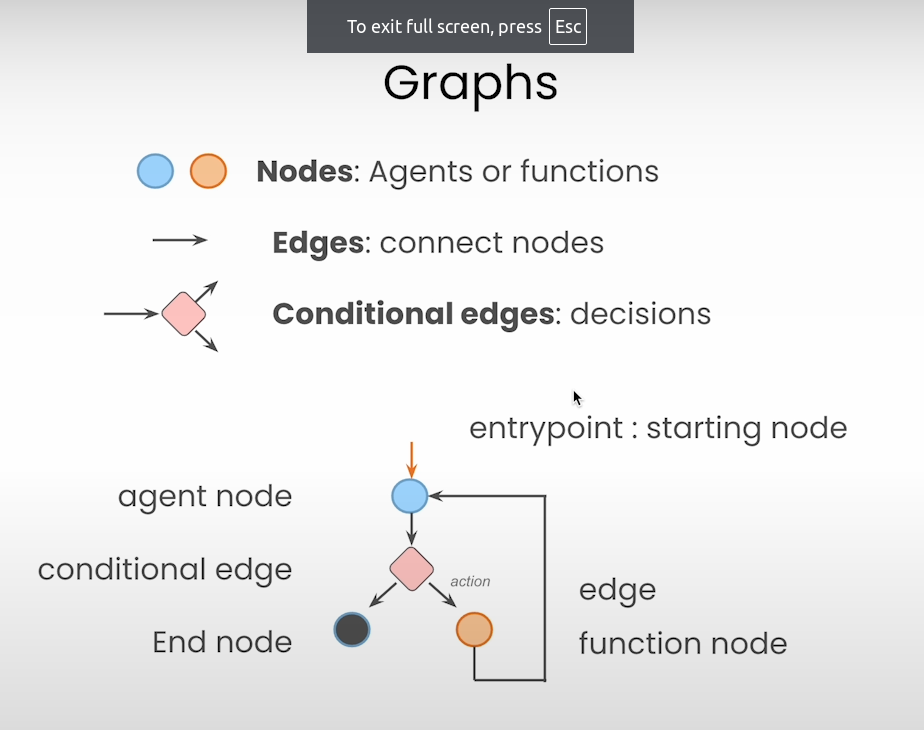 To exit full screen, press Esc
Graphs
Nodes: Agents or functions
Edges: connect nodes
Conditional edges: decisions
entrypoint : starting node
agent node
conditional edge
action
edge
End node
function node